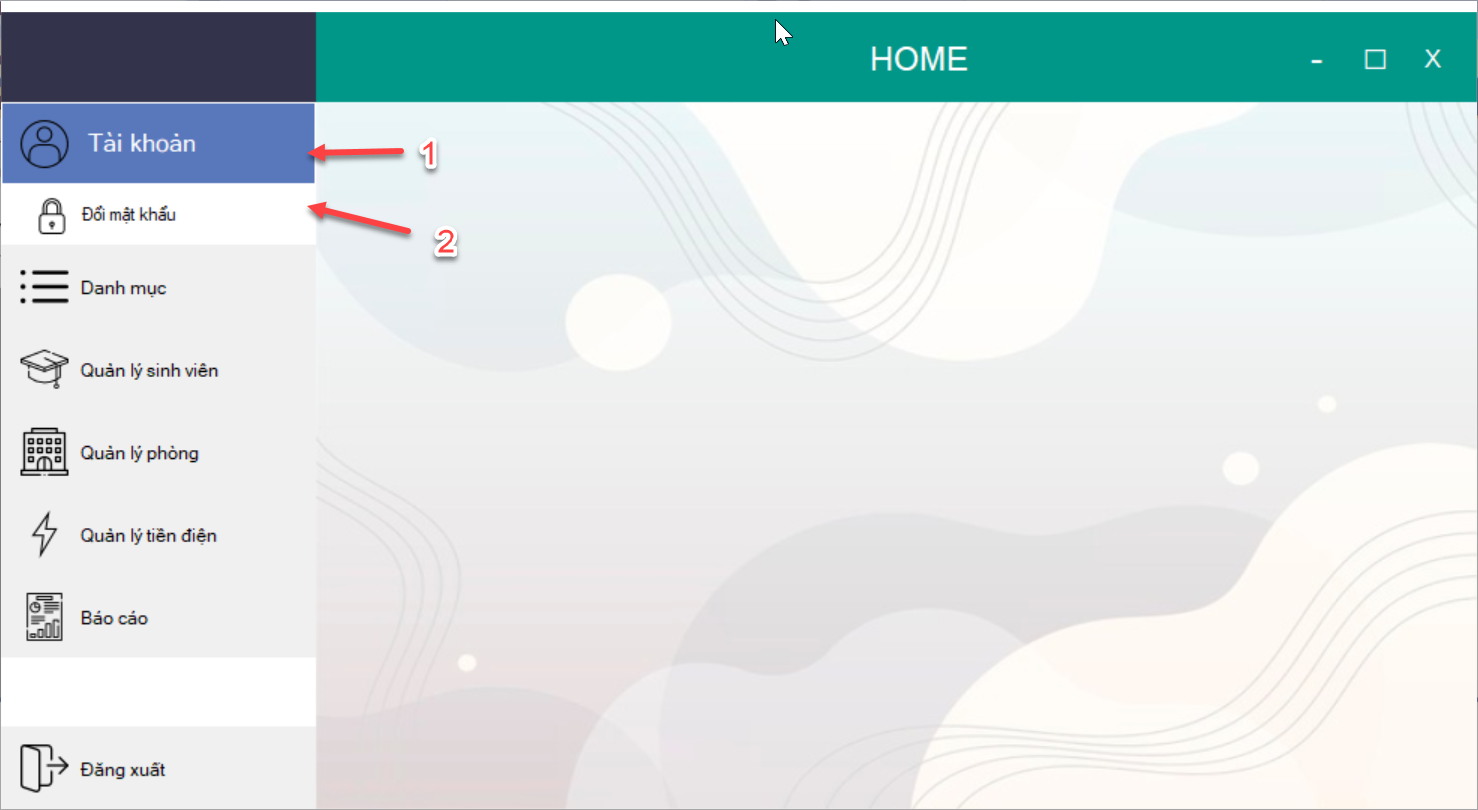 HOME
- □ X
Tài khoản
1
Đổi mật khẩu
2
Danh mục
Quản lý sinh viên
Quản lý phòng
Quản lý tiền điện
Báo cáo
Đăng xuất